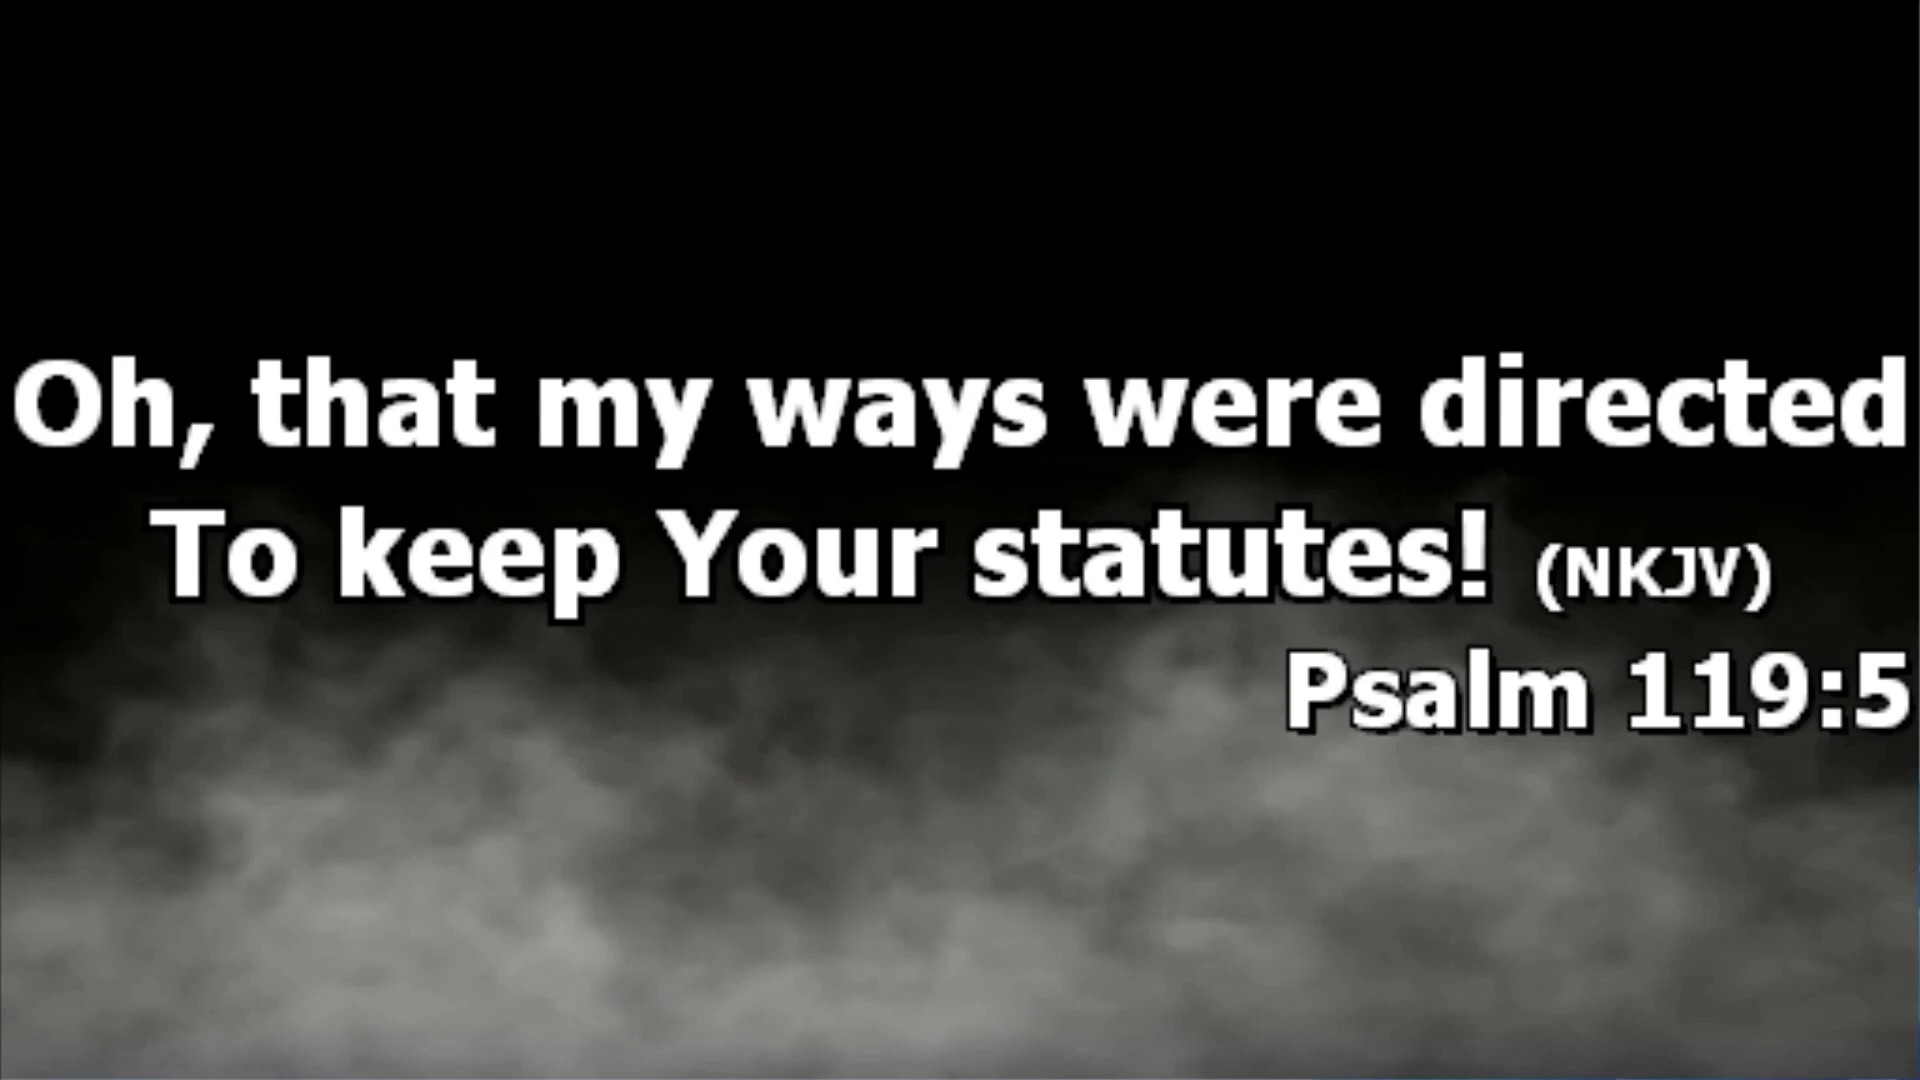 Oh, that my ways were directed
To keep Your statutes! (NKJV)
Psalm 119:5